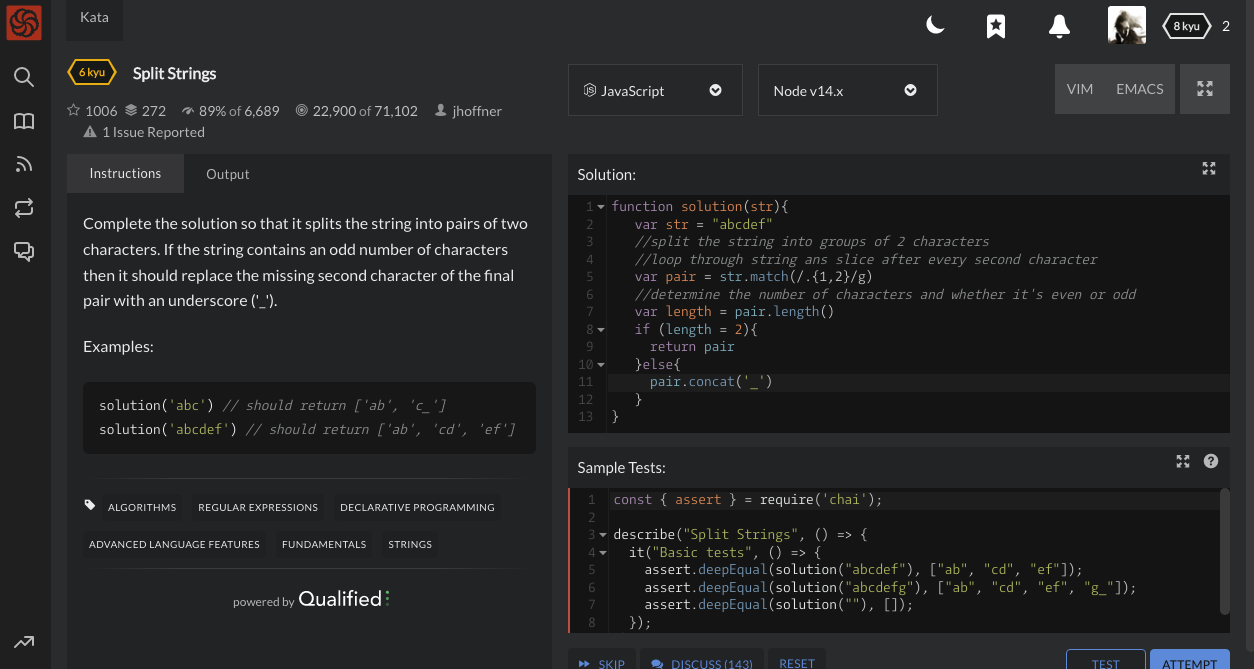 Kata
8 kyu
2
6 kyu
Split Strings
1006 272 89% of 6,689 22,900 of 71,102 jhoffner
1 Issue Reported
JavaScript
Node v14.x
VIM EMACS
Instructions
Output
Complete the solution so that it splits the string into pairs of two
characters. If the string contains an odd number of characters
then it should replace the missing second character of the final
pair with an underscore ('_').
Examples:
solution('abc') // should return ['ab', 'c_']
solution('abcdef') // should return ['ab', 'cd', 'ef']
ALGORITHMS REGULAR EXPRESSIONS DECLARATIVE PROGRAMMING
ADVANCED LANGUAGE FEATURES FUNDAMENTALS STRINGS
powered by Qualified
Solution:
1 function solution(str){
2 var str = "abcdef"
3 //split the string into groups of 2 characters
4 //loop through string ans slice after every second character
5 var pair = str.match(/.{1,2}/g)
6 //determine the number of characters and whether it's even or odd
7 var length = pair.length()
8 if (length = 2){
9 return pair
10 }else{
11 pair.concat('_')
12 }
13 }
Sample Tests:
1 const { assert } = require('chai');
2
3 describe("Split Strings", () => {
4 it("Basic tests", () => {
5 assert.deepEqual(solution("abcdef"), ["ab", "cd", "ef"]);
6 assert.deepEqual(solution("abcdefg"), ["ab", "cd", "ef", "g_"]);
7 assert.deepEqual(solution(""), []);
8 });
SKIP DISCUSS (143) RESET
TEST ATTEMPT